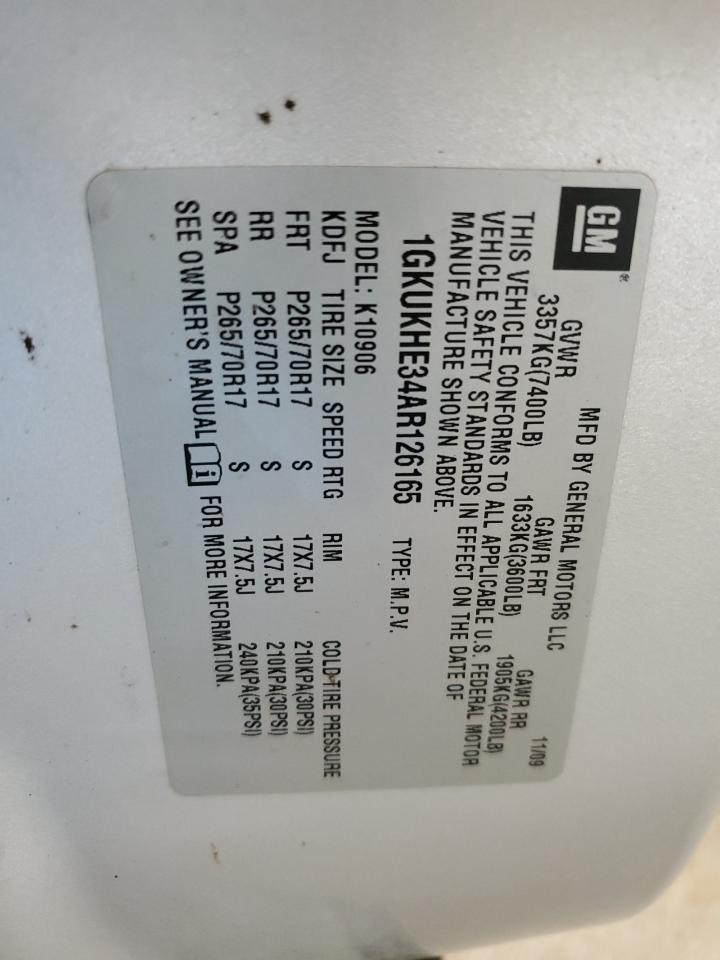 GM®
MFD BY GENERAL MOTORS LLC 11/09
GVWR GAWR FRT GAWR RR
3357KG(7400LB) 1633KG(3600LB) 1905KG(4200LB)
THIS VEHICLE CONFORMS TO ALL APPLICABLE U.S. FEDERAL MOTOR
VEHICLE SAFETY STANDARDS IN EFFECT ON THE DATE OF
MANUFACTURE SHOWN ABOVE.
1GKUKHE34AR126165 TYPE: M.P.V.
MODEL: K10906
KDFJ TIRE SIZE SPEED RTG RIM COLD TIRE PRESSURE
FRT P265/70R17 S 17X7.5J 210KPA(30PSI)
RR P265/70R17 S 17X7.5J 210KPA(30PSI)
SPA P265/70R17 S 17X7.5J 240KPA(35PSI)
SEE OWNER'S MANUAL i FOR MORE INFORMATION.